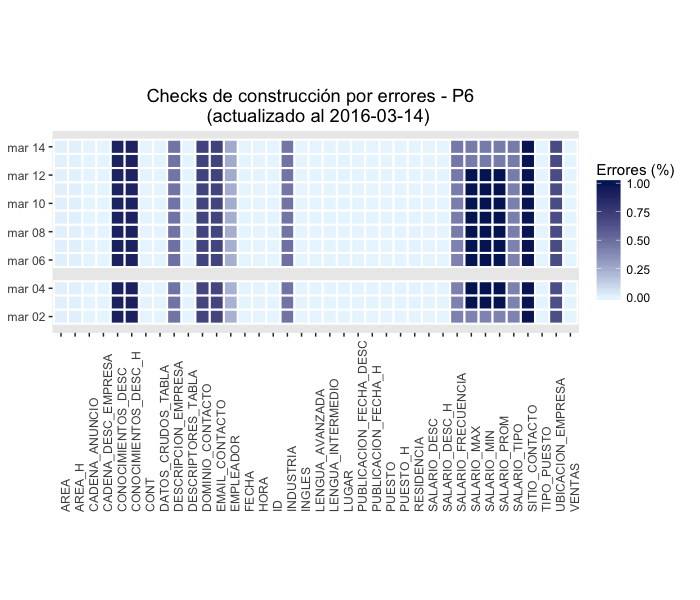 Checks de construcción por errores - P6
(actualizado al 2016-03-14)
mar 14
mar 12
mar 10
mar 08
mar 06
mar 04
mar 02
Errores (%)
1.00
0.75
0.50
0.25
0.00
AREA
AREA_H
CADENA_ANUNCIO
CADENA_DESC_EMPRESA
CONOCIMIENTOS_DESC
CONOCIMIENTOS_DESC_H
CONT
DATOS_CRUDOS_TABLA
DESCRIPCION_EMPRESA
DESCRIPTORES_TABLA
DOMINIO_CONTACTO
EMAIL_CONTACTO
EMPLEADOR
FECHA
HORA
ID
INDUSTRIA
INGLES
LENGUA_AVANZADA
LENGUA_INTERMEDIO
LUGAR
PUBLICACION_FECHA_DESC
PUBLICACION_FECHA_H
PUESTO
PUESTO_H
RESIDENCIA
SALARIO_DESC
SALARIO_DESC_H
SALARIO_FRECUENCIA
SALARIO_MAX
SALARIO_MIN
SALARIO_PROM
SALARIO_TIPO
SITIO_CONTACTO
TIPO_PUESTO
UBICACION_EMPRESA
VENTAS